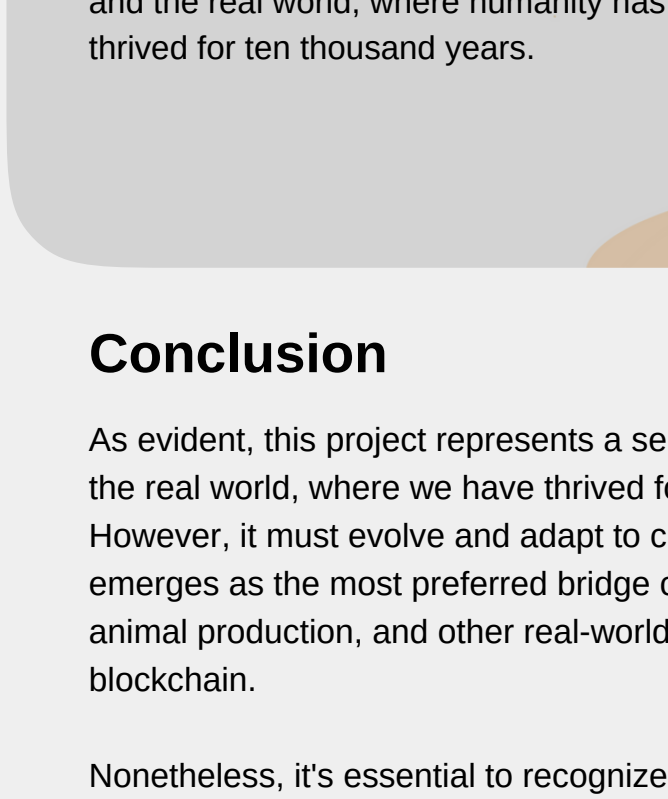 and the real world, where humanity has
thrived for ten thousand years.
Conclusion
As evident, this project represents a se
the real world, where we have thrived fo
However, it must evolve and adapt to c
emerges as the most preferred bridge c
animal production, and other real-world
blockchain.
Nonetheless, it's essential to recognize